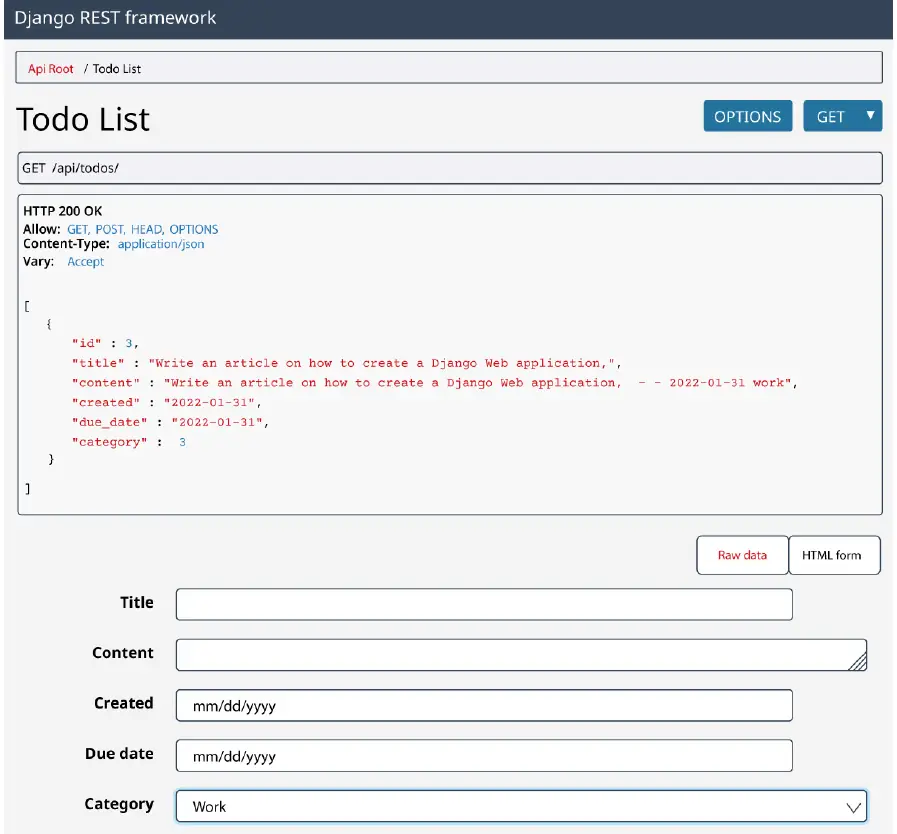 Django REST framework
Api Root / Todo List
Todo List
OPTIONS
GET ▼
GET /api/todos/
HTTP 200 OK
Allow: GET, POST, HEAD, OPTIONS
Content-Type: application/json
Vary: Accept
[
{
"id" : 3,
"title" : "Write an article on how to create a Django Web application,",
"content" : "Write an article on how to create a Django Web application, - - 2022-01-31 work",
"created" : "2022-01-31",
"due_date" : "2022-01-31",
"category" : 3
}
]
Raw data
HTML form
Title
Content
Created mm/dd/yyyy
Due date mm/dd/yyyy
Category Work